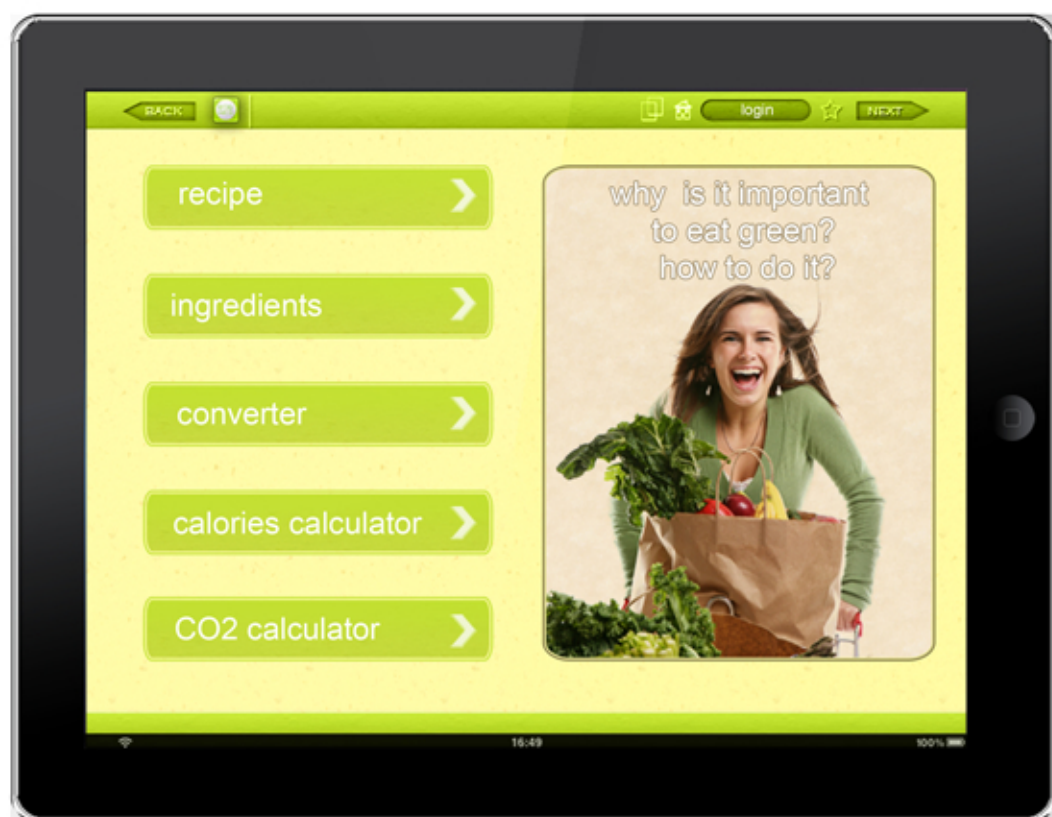 BACK
login
NEXT
recipe
ingredients
converter
calories calculator
CO2 calculator
why is it important
to eat green?
how to do it?
16:49
100%